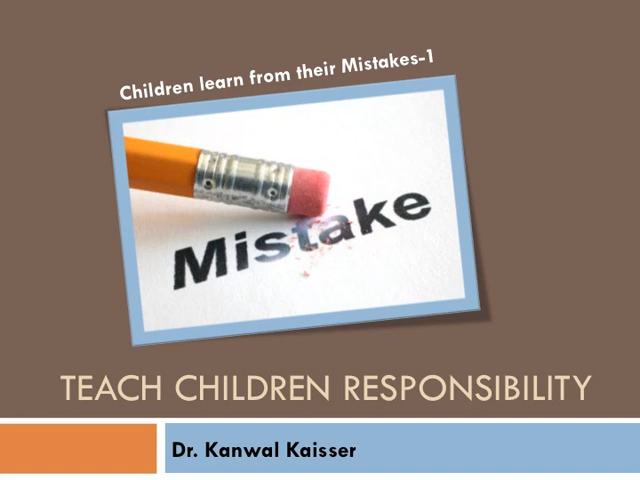 Children learn from their Mistakes-1
Mistake
TEACH CHILDREN RESPONSIBILITY
Dr. Kanwal Kaisser